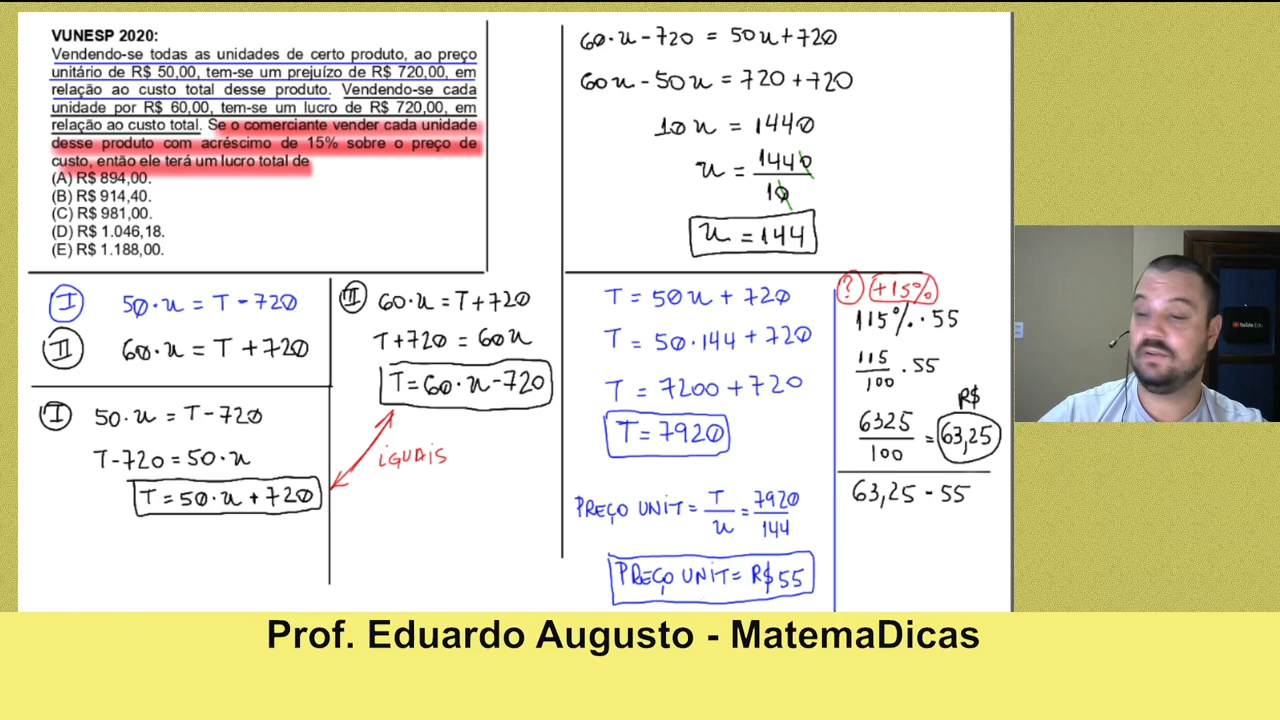 VUNESP 2020:
Vendendo-se todas as unidades de certo produto, ao preço
unitário de R$ 50,00, tem-se um prejuízo de R$ 720,00, em
relação ao custo total desse produto. Vendendo-se cada
unidade por R$ 60,00, tem-se um lucro de R$ 720,00, em
relação ao custo total. Se o comerciante vender cada unidade
desse produto com acréscimo de 15% sobre o preço de
custo, então ele terá um lucro total de
(A) R$ 894,00.
(B) R$ 914,40.
(C) R$ 981,00.
(D) R$ 1.046,18.
(E) R$ 1.188,00.
I 50·u = T - 720
II 60·u = T + 720
I 50·u = T - 720
T - 720 = 50·u
T = 50·u + 720
II 60·u = T + 720
T + 720 = 60u
T = 60·u - 720
IGUAIS
60·u - 720 = 50u + 720
60u - 50u = 720 + 720
10u = 1440
u = 1440
10
u = 144
T = 50u + 720
T = 50·144 + 720
T = 7200 + 720
T = 7920
PREÇO UNIT = T/u = 7920/144
PREÇO UNIT = R$ 55
? +15%
115% · 55
115/100 · 55
R$
6325/100 = 63,25
63,25 - 55
YouTube Edu
Prof. Eduardo Augusto - MatemaDicas